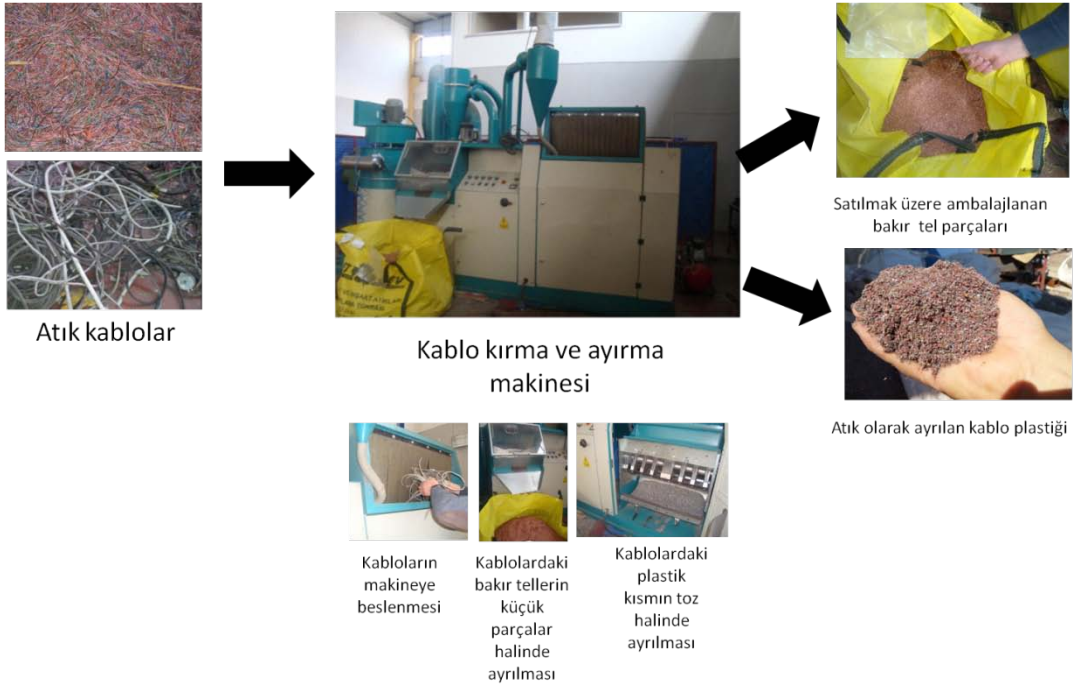 Atık kablolar
Kablo kırma ve ayırma
makinesi
Satılmak üzere ambalajlanan
bakır tel parçaları
Atık olarak ayrılan kablo plastiği
Kabloların
makineye
beslenmesi
Kablolardaki
bakır tellerin
küçük
parçalar
halinde
ayrılması
Kablolardaki
plastik
kısmın toz
halinde
ayrılması